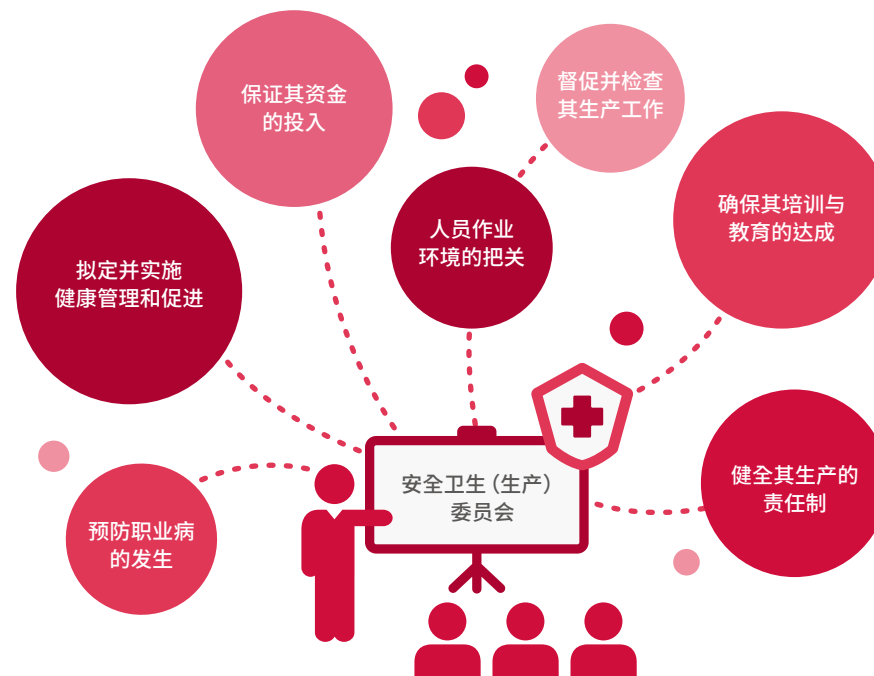 保证其资金
的投入
督促并检查
其生产工作
确保其培训与
教育的达成
人员作业
环境的把关
拟定并实施
健康管理和促进
健全其生产的
责任制
安全卫生（生产）
委员会
预防职业病
的发生